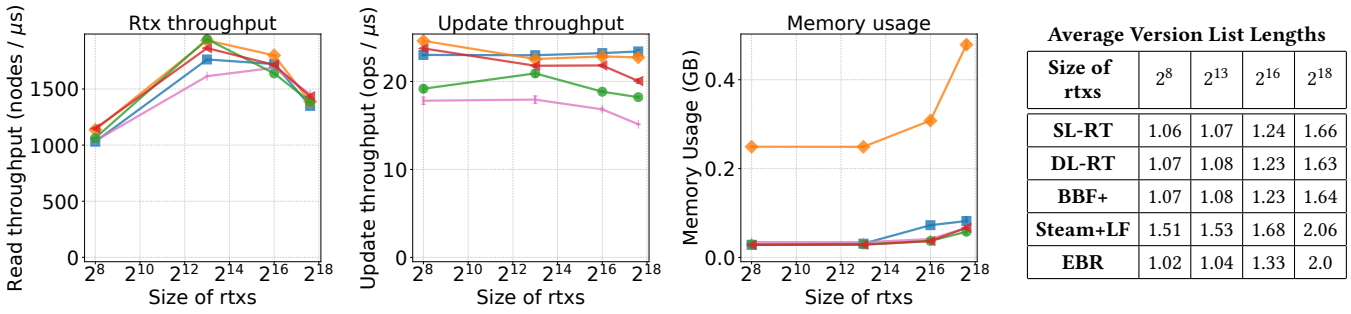 Rtx throughput
Read throughput (nodes / μs)
1500
1000
500
0
2^8 2^10 2^12 2^14 2^16 2^18
Size of rtxs
Update throughput
Update throughput (ops / μs)
20
10
0
2^8 2^10 2^12 2^14 2^16 2^18
Size of rtxs
Memory usage
Memory Usage (GB)
0.4
0.2
0.0
2^8 2^10 2^12 2^14 2^16 2^18
Size of rtxs
Average Version List Lengths
Size of rtxs 2^8 2^13 2^16 2^18
SL-RT 1.06 1.07 1.24 1.66
DL-RT 1.07 1.08 1.23 1.63
BBF+ 1.07 1.08 1.23 1.64
Steam+LF 1.51 1.53 1.68 2.06
EBR 1.02 1.04 1.33 2.0